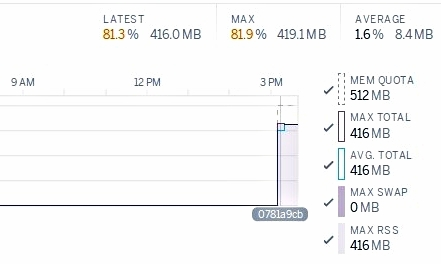 LATEST MAX AVERAGE
81.3 % 416.0 MB 81.9 % 419.1 MB 1.6 % 8.4 MB
9 AM 12 PM 3 PM
MEM QUOTA
512 MB
MAX TOTAL
416 MB
AVG. TOTAL
416 MB
MAX SWAP
0 MB
MAX RSS
416 MB
0781a9cb